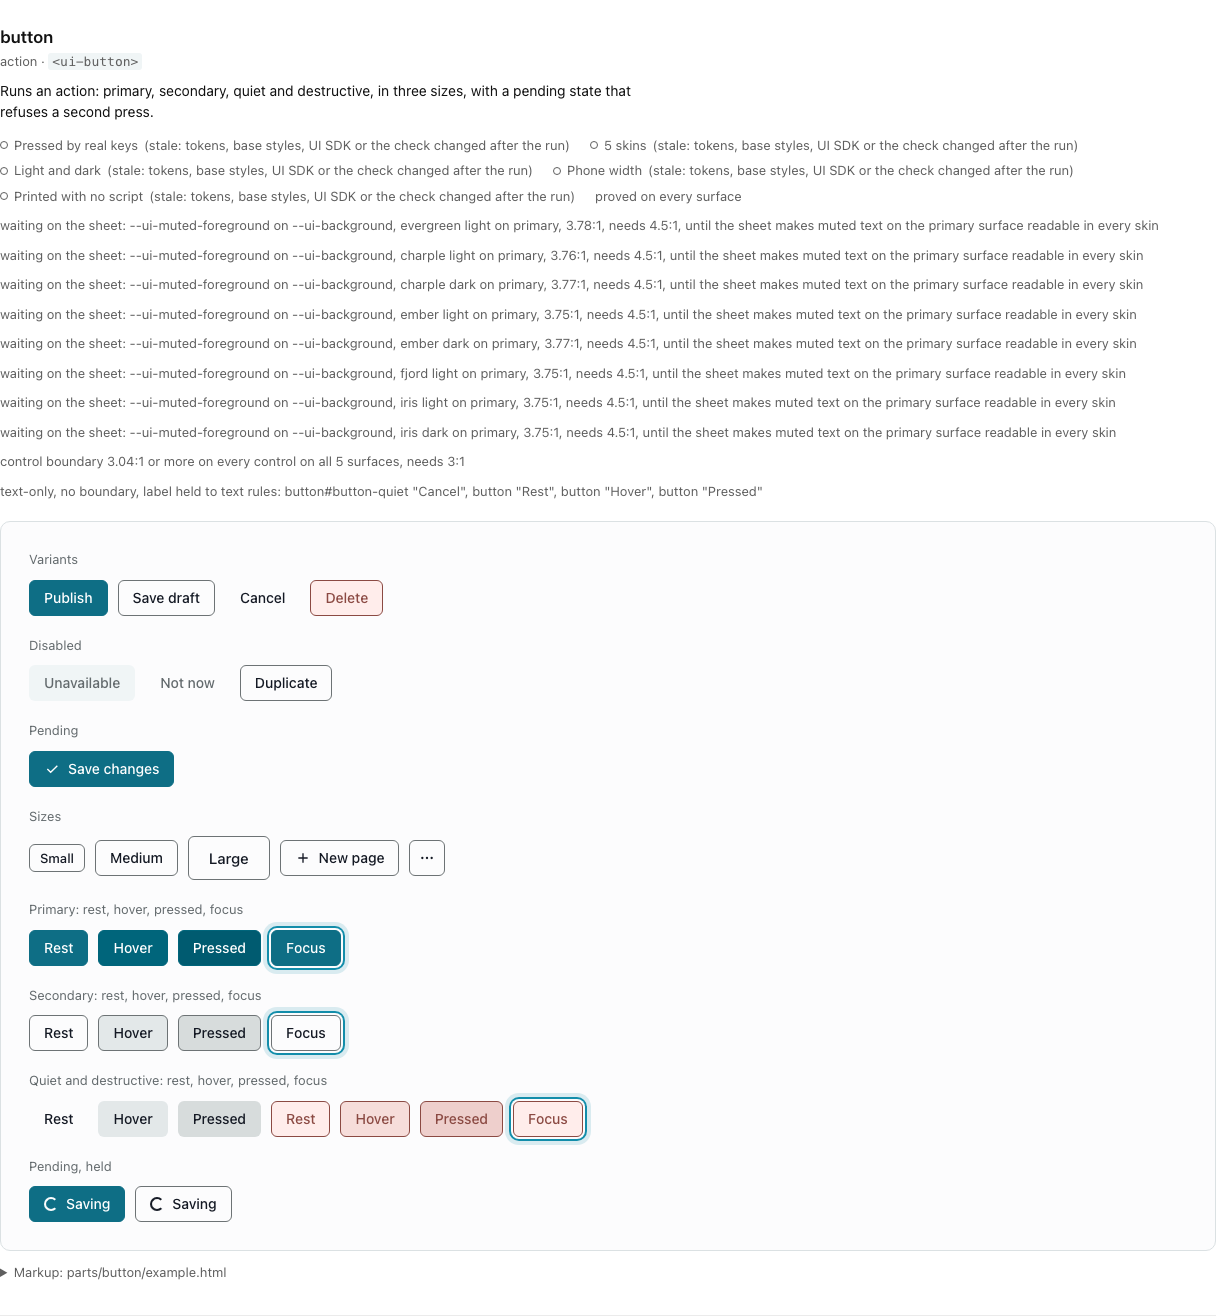 button
action · <ui-button>
Runs an action: primary, secondary, quiet and destructive, in three sizes, with a pending state that
refuses a second press.
Pressed by real keys (stale: tokens, base styles, UI SDK or the check changed after the run) 5 skins (stale: tokens, base styles, UI SDK or the check changed after the run)
Light and dark (stale: tokens, base styles, UI SDK or the check changed after the run) Phone width (stale: tokens, base styles, UI SDK or the check changed after the run)
Printed with no script (stale: tokens, base styles, UI SDK or the check changed after the run) proved on every surface
waiting on the sheet: --ui-muted-foreground on --ui-background, evergreen light on primary, 3.78:1, needs 4.5:1, until the sheet makes muted text on the primary surface readable in every skin
waiting on the sheet: --ui-muted-foreground on --ui-background, charple light on primary, 3.76:1, needs 4.5:1, until the sheet makes muted text on the primary surface readable in every skin
waiting on the sheet: --ui-muted-foreground on --ui-background, charple dark on primary, 3.77:1, needs 4.5:1, until the sheet makes muted text on the primary surface readable in every skin
waiting on the sheet: --ui-muted-foreground on --ui-background, ember light on primary, 3.75:1, needs 4.5:1, until the sheet makes muted text on the primary surface readable in every skin
waiting on the sheet: --ui-muted-foreground on --ui-background, ember dark on primary, 3.77:1, needs 4.5:1, until the sheet makes muted text on the primary surface readable in every skin
waiting on the sheet: --ui-muted-foreground on --ui-background, fjord light on primary, 3.75:1, needs 4.5:1, until the sheet makes muted text on the primary surface readable in every skin
waiting on the sheet: --ui-muted-foreground on --ui-background, iris light on primary, 3.75:1, needs 4.5:1, until the sheet makes muted text on the primary surface readable in every skin
waiting on the sheet: --ui-muted-foreground on --ui-background, iris dark on primary, 3.75:1, needs 4.5:1, until the sheet makes muted text on the primary surface readable in every skin
control boundary 3.04:1 or more on every control on all 5 surfaces, needs 3:1
text-only, no boundary, label held to text rules: button#button-quiet "Cancel", button "Rest", button "Hover", button "Pressed"
Variants
Publish Save draft Cancel Delete
Disabled
Unavailable Not now Duplicate
Pending
Save changes
Sizes
Small Medium Large New page
Primary: rest, hover, pressed, focus
Rest Hover Pressed Focus
Secondary: rest, hover, pressed, focus
Rest Hover Pressed Focus
Quiet and destructive: rest, hover, pressed, focus
Rest Hover Pressed Rest Hover Pressed Focus
Pending, held
Saving Saving
Markup: parts/button/example.html